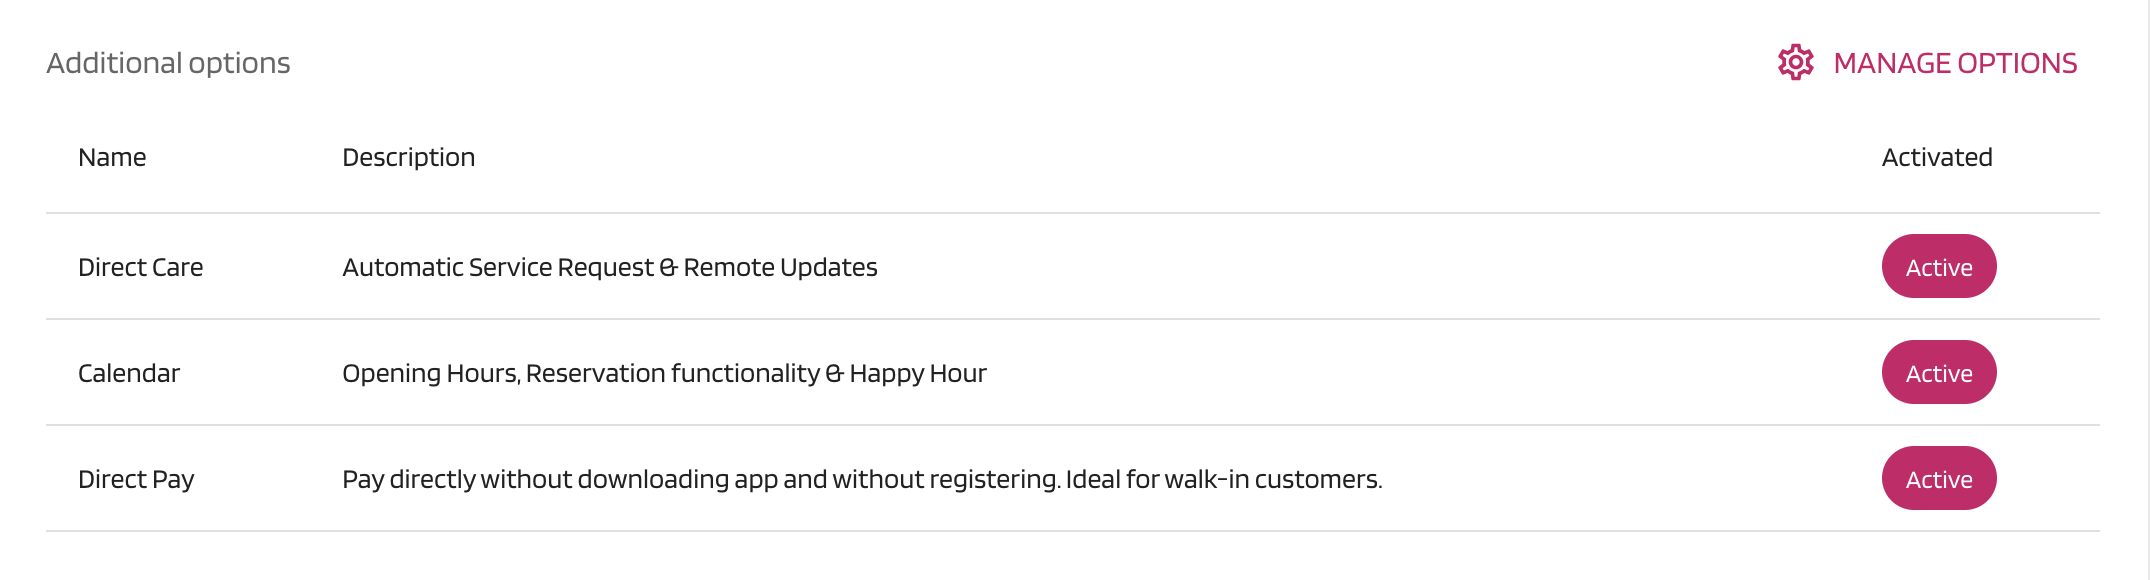 Additional options
MANAGE OPTIONS
Name Description Activated
Direct Care Automatic Service Request & Remote Updates Active
Calendar Opening Hours, Reservation functionality & Happy Hour Active
Direct Pay Pay directly without downloading app and without registering. Ideal for walk-in customers. Active